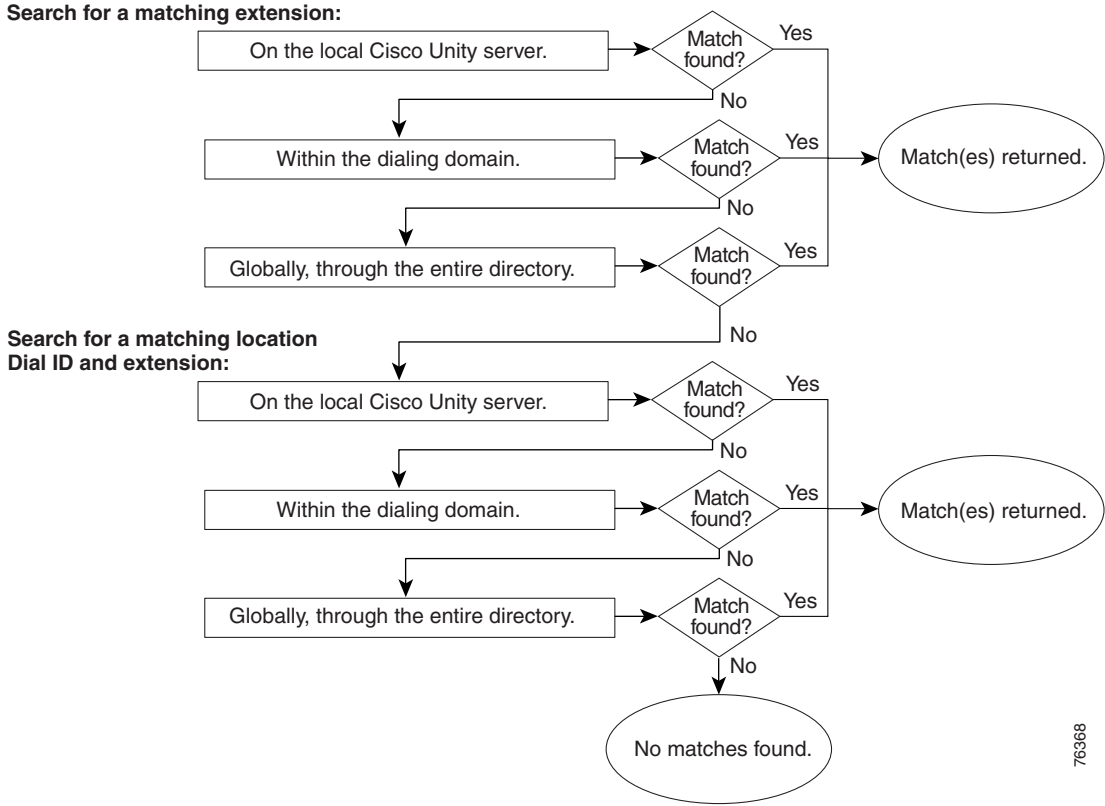 Search for a matching extension:
On the local Cisco Unity server.
Match
found?
Yes
No
Within the dialing domain.
Match
found?
Yes
Match(es) returned.
No
Globally, through the entire directory.
Match
found?
Yes
No
Search for a matching location
Dial ID and extension:
On the local Cisco Unity server.
Match
found?
Yes
No
Within the dialing domain.
Match
found?
Yes
Match(es) returned.
No
Globally, through the entire directory.
Match
found?
Yes
No
No matches found.
76368